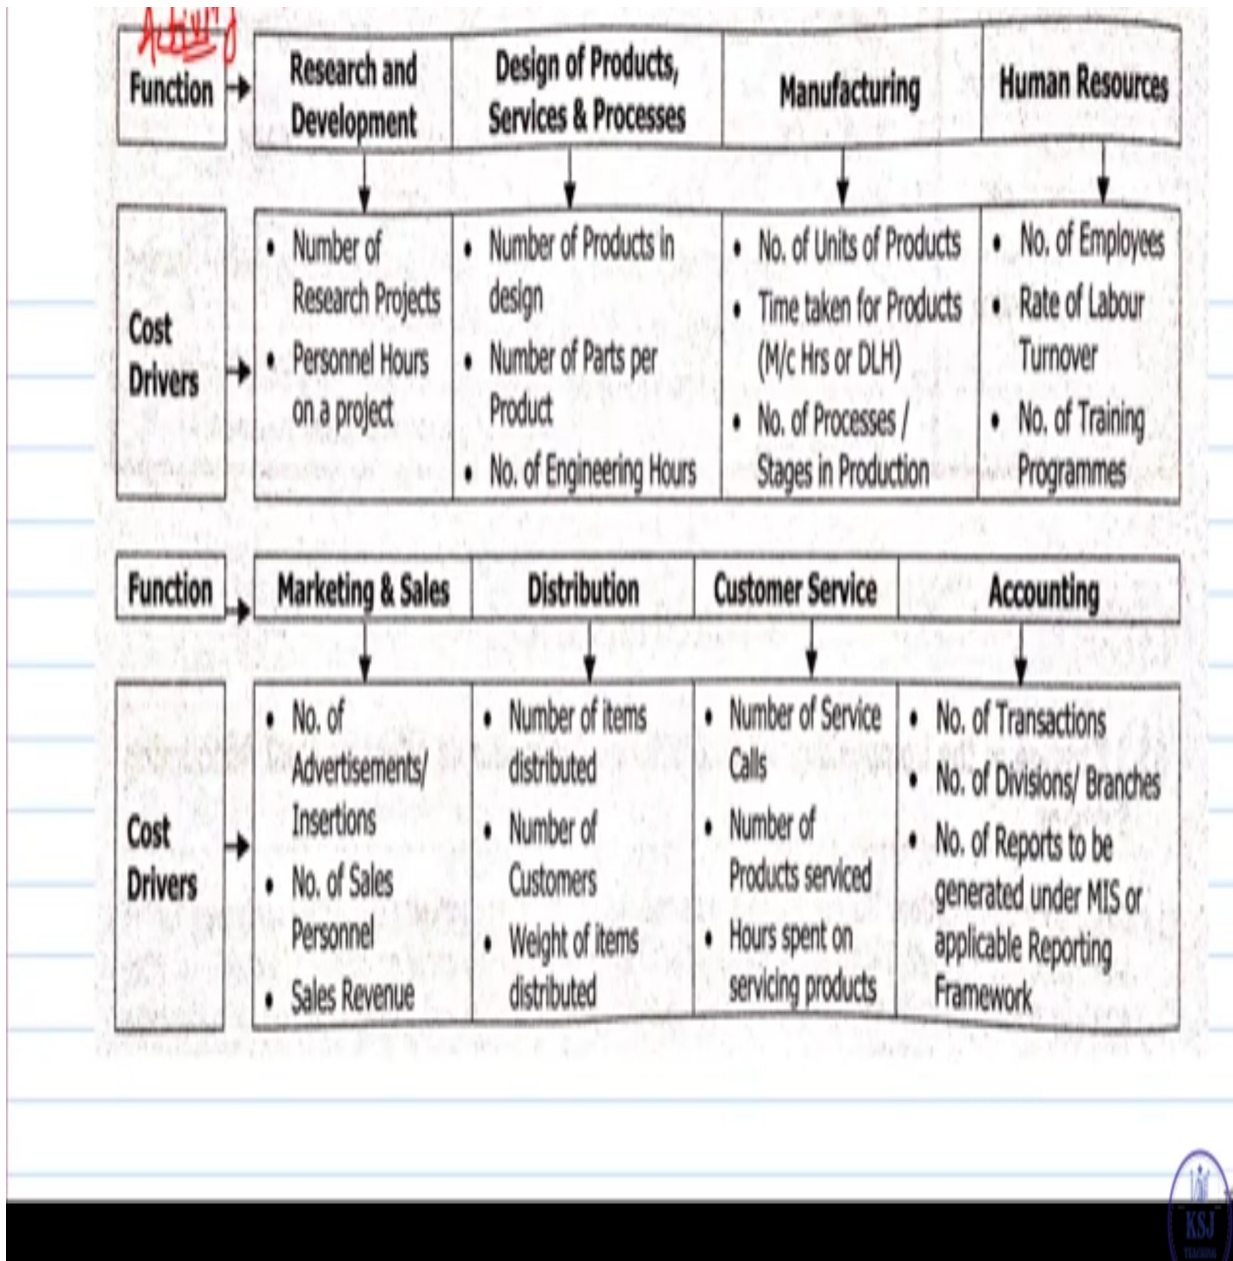 Activity
Function
Research and
Development
Design of Products,
Services & Processes
Manufacturing
Human Resources
Cost
Drivers
• Number of
Research Projects
• Personnel Hours
on a project
• Number of Products in
design
• Number of Parts per
Product
• No. of Engineering Hours
• No. of Units of Products
• Time taken for Products
(M/c Hrs or DLH)
• No. of Processes /
Stages in Production
• No. of Employees
• Rate of Labour
Turnover
• No. of Training
Programmes
Function
Marketing & Sales
Distribution
Customer Service
Accounting
Cost
Drivers
• No. of
Advertisements/
Insertions
• No. of Sales
Personnel
• Sales Revenue
• Number of items
distributed
• Number of
Customers
• Weight of items
distributed
• Number of Service
Calls
• Number of
Products serviced
• Hours spent on
servicing products
• No. of Transactions
• No. of Divisions/ Branches
• No. of Reports to be
generated under MIS or
applicable Reporting
Framework
KSJ